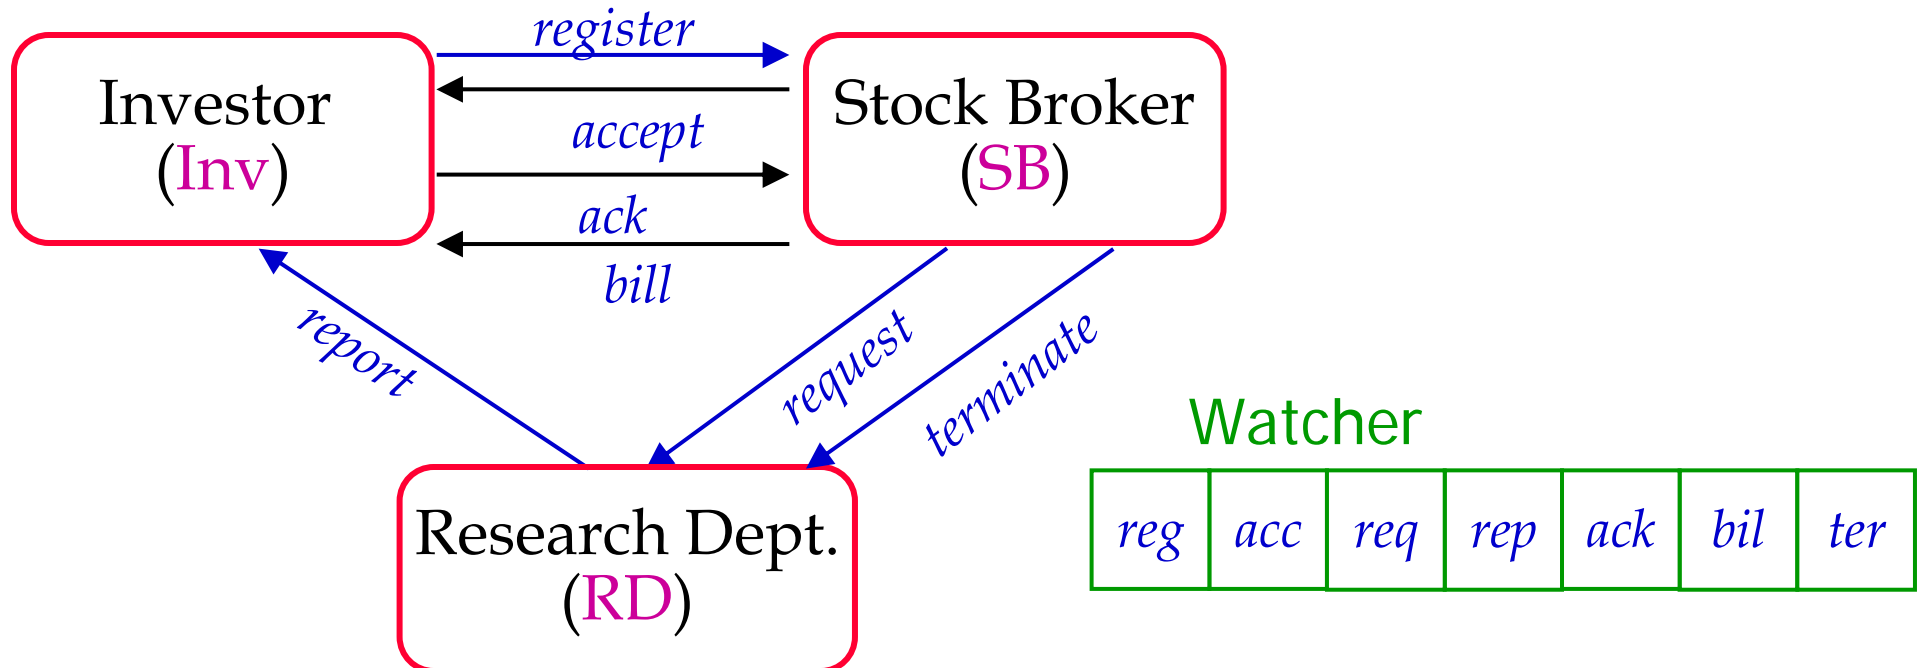 register
Investor
(Inv)
accept
ack
bill
Stock Broker
(SB)
report
request
terminate
Research Dept.
(RD)
Watcher
reg acc req rep ack bil ter